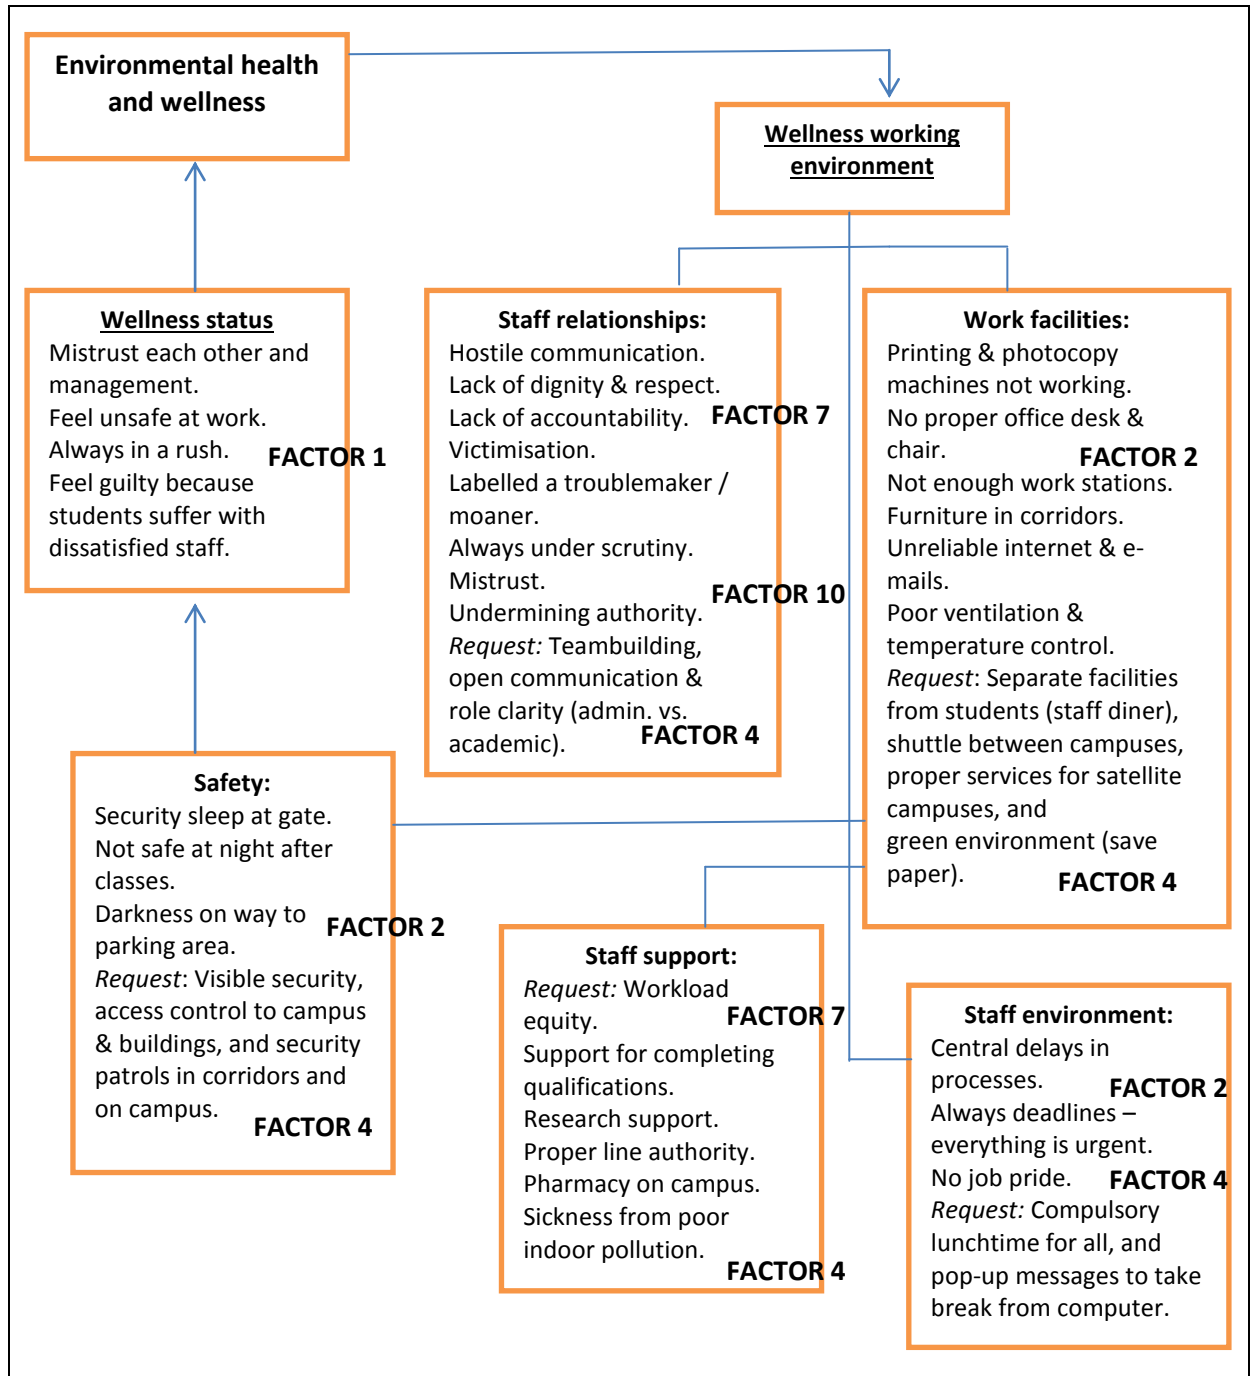 Environmental health
and wellness
Wellness working
environment
Wellness status
Mistrust each other and
management.
Feel unsafe at work.
Always in a rush.
FACTOR 1
Feel guilty because
students suffer with
dissatisfied staff.
Staff relationships:
Hostile communication.
Lack of dignity & respect.
Lack of accountability.
FACTOR 7
Victimisation.
Labelled a troublemaker /
moaner.
Always under scrutiny.
Mistrust.
FACTOR 10
Undermining authority.
Request: Teambuilding,
open communication &
role clarity (admin. vs.
academic).
FACTOR 4
Work facilities:
Printing & photocopy
machines not working.
No proper office desk &
chair.
FACTOR 2
Not enough work stations.
Furniture in corridors.
Unreliable internet & e-
mails.
Poor ventilation &
temperature control.
Request: Separate facilities
from students (staff diner),
shuttle between campuses,
proper services for satellite
campuses, and
green environment (save
paper).
FACTOR 4
Safety:
Security sleep at gate.
Not safe at night after
classes.
Darkness on way to
parking area.
FACTOR 2
Request: Visible security,
access control to campus
& buildings, and security
patrols in corridors and
on campus.
FACTOR 4
Staff support:
Request: Workload
equity.
FACTOR 7
Support for completing
qualifications.
Research support.
Proper line authority.
Pharmacy on campus.
Sickness from poor
indoor pollution.
FACTOR 4
Staff environment:
Central delays in
processes.
FACTOR 2
Always deadlines –
everything is urgent.
No job pride.
FACTOR 4
Request: Compulsory
lunchtime for all, and
pop-up messages to take
break from computer.